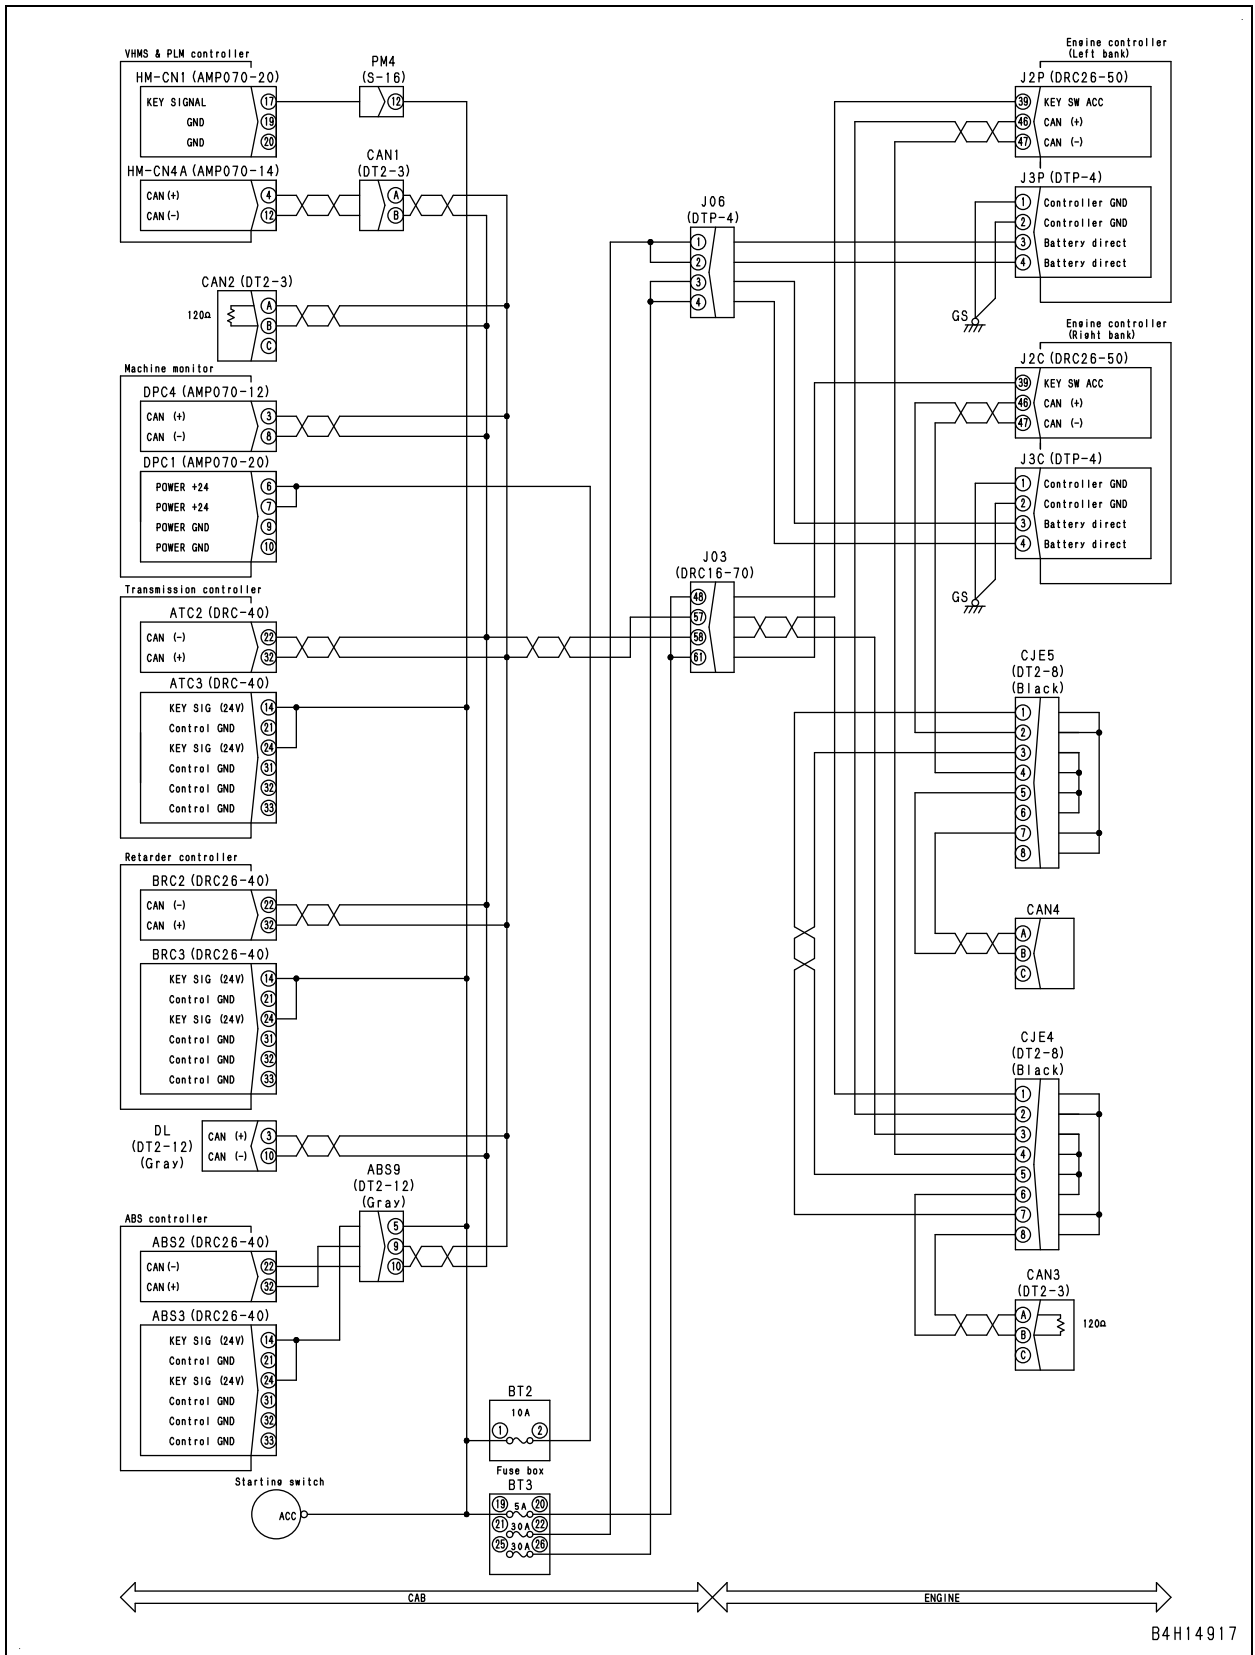 VHMS & PLM controller
HM-CN1 (AMP070-20)
KEY SIGNAL 17
GND 19
GND 20
HM-CN4A (AMP070-14)
CAN(+) 4
CAN(-) 12
PM4
(S-16)
12
CAN1
(DT2-3)
A
B
CAN2 (DT2-3)
120Ω
A
B
C
Machine monitor
DPC4 (AMP070-12)
CAN (+) 3
CAN (-) 8
DPC1 (AMP070-20)
POWER +24 6
POWER +24 7
POWER GND 9
POWER GND 10
Transmission controller
ATC2 (DRC-40)
CAN (-) 22
CAN (+) 32
ATC3 (DRC-40)
KEY SIG (24V) 14
Control GND 21
KEY SIG (24V) 24
Control GND 31
Control GND 32
Control GND 33
Retarder controller
BRC2 (DRC26-40)
CAN (-) 22
CAN (+) 32
BRC3 (DRC26-40)
KEY SIG (24V) 14
Control GND 21
KEY SIG (24V) 24
Control GND 31
Control GND 32
Control GND 33
DL
(DT2-12)
(Gray)
CAN (+) 3
CAN (-) 10
ABS9
(DT2-12)
(Gray)
5
9
10
ABS controller
ABS2 (DRC26-40)
CAN(-) 22
CAN(+) 32
ABS3 (DRC26-40)
KEY SIG (24V) 14
Control GND 21
KEY SIG (24V) 24
Control GND 31
Control GND 32
Control GND 33
Starting switch
ACC
BT2
10A
1 2
Fuse box
BT3
19 5A 20
21 30A 22
25 30A 26
J06
(DTP-4)
1
2
3
4
J03
(DRC16-70)
48
57
58
61
Engine controller
(Left bank)
J2P (DRC26-50)
39 KEY SW ACC
46 CAN (+)
47 CAN (-)
J3P (DTP-4)
1 Controller GND
2 Controller GND
3 Battery direct
4 Battery direct
GS
Engine controller
(Right bank)
J2C (DRC26-50)
39 KEY SW ACC
46 CAN (+)
47 CAN (-)
J3C (DTP-4)
1 Controller GND
2 Controller GND
3 Battery direct
4 Battery direct
GS
CJE5
(DT2-8)
(Black)
1
2
3
4
5
6
7
8
CAN4
A
B
C
CJE4
(DT2-8)
(Black)
1
2
3
4
5
6
7
8
CAN3
(DT2-3)
A
B
C
120Ω
CAB
ENGINE
B4H14917